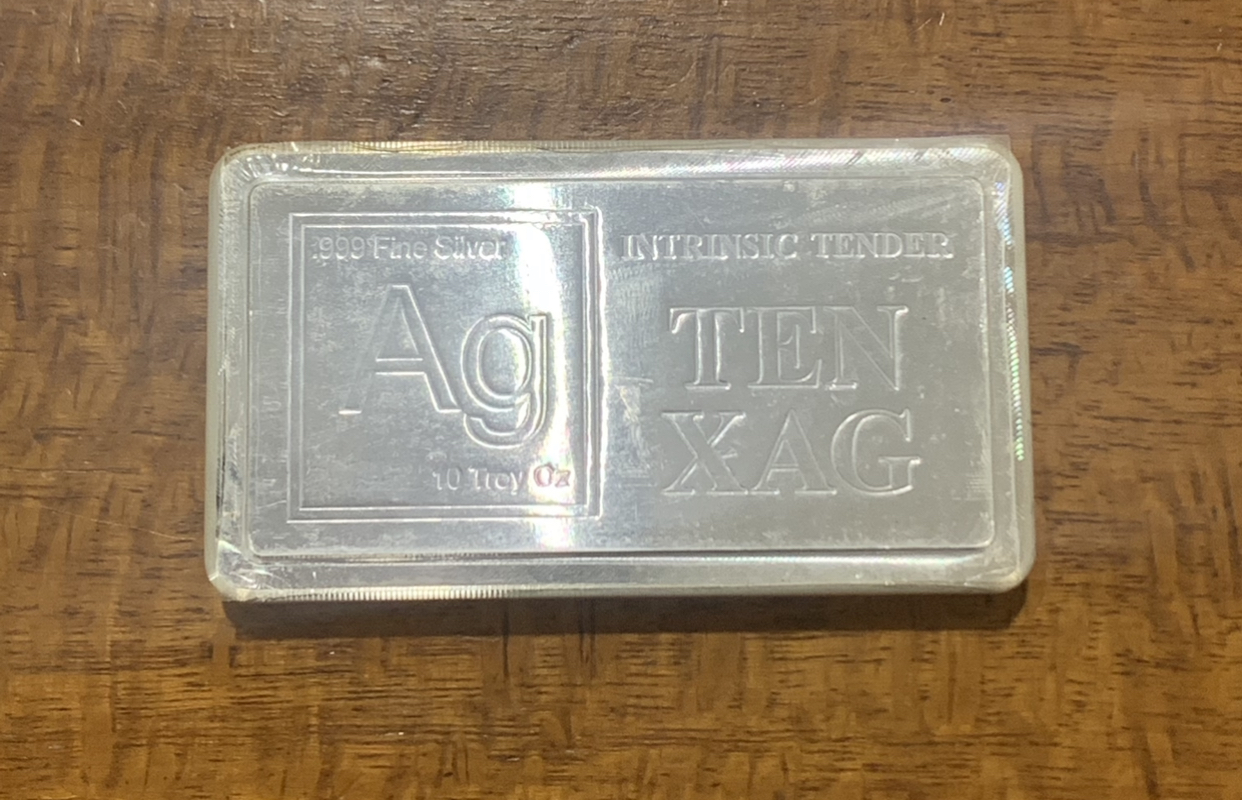 .999 Fine Silver
Ag
10 Troy Oz
INTRINSIC TENDER
TEN
XAG